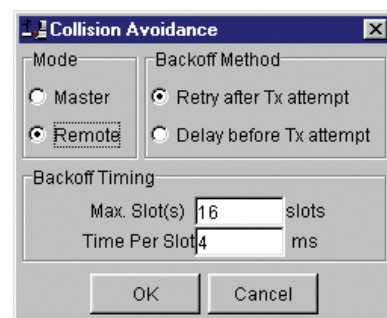 Collision Avoidance
Mode
Master
Remote
Backoff Method
Retry after Tx attempt
Delay before Tx attempt
Backoff Timing
Max. Slot(s) 16 slots
Time Per Slot 4 ms
OK Cancel